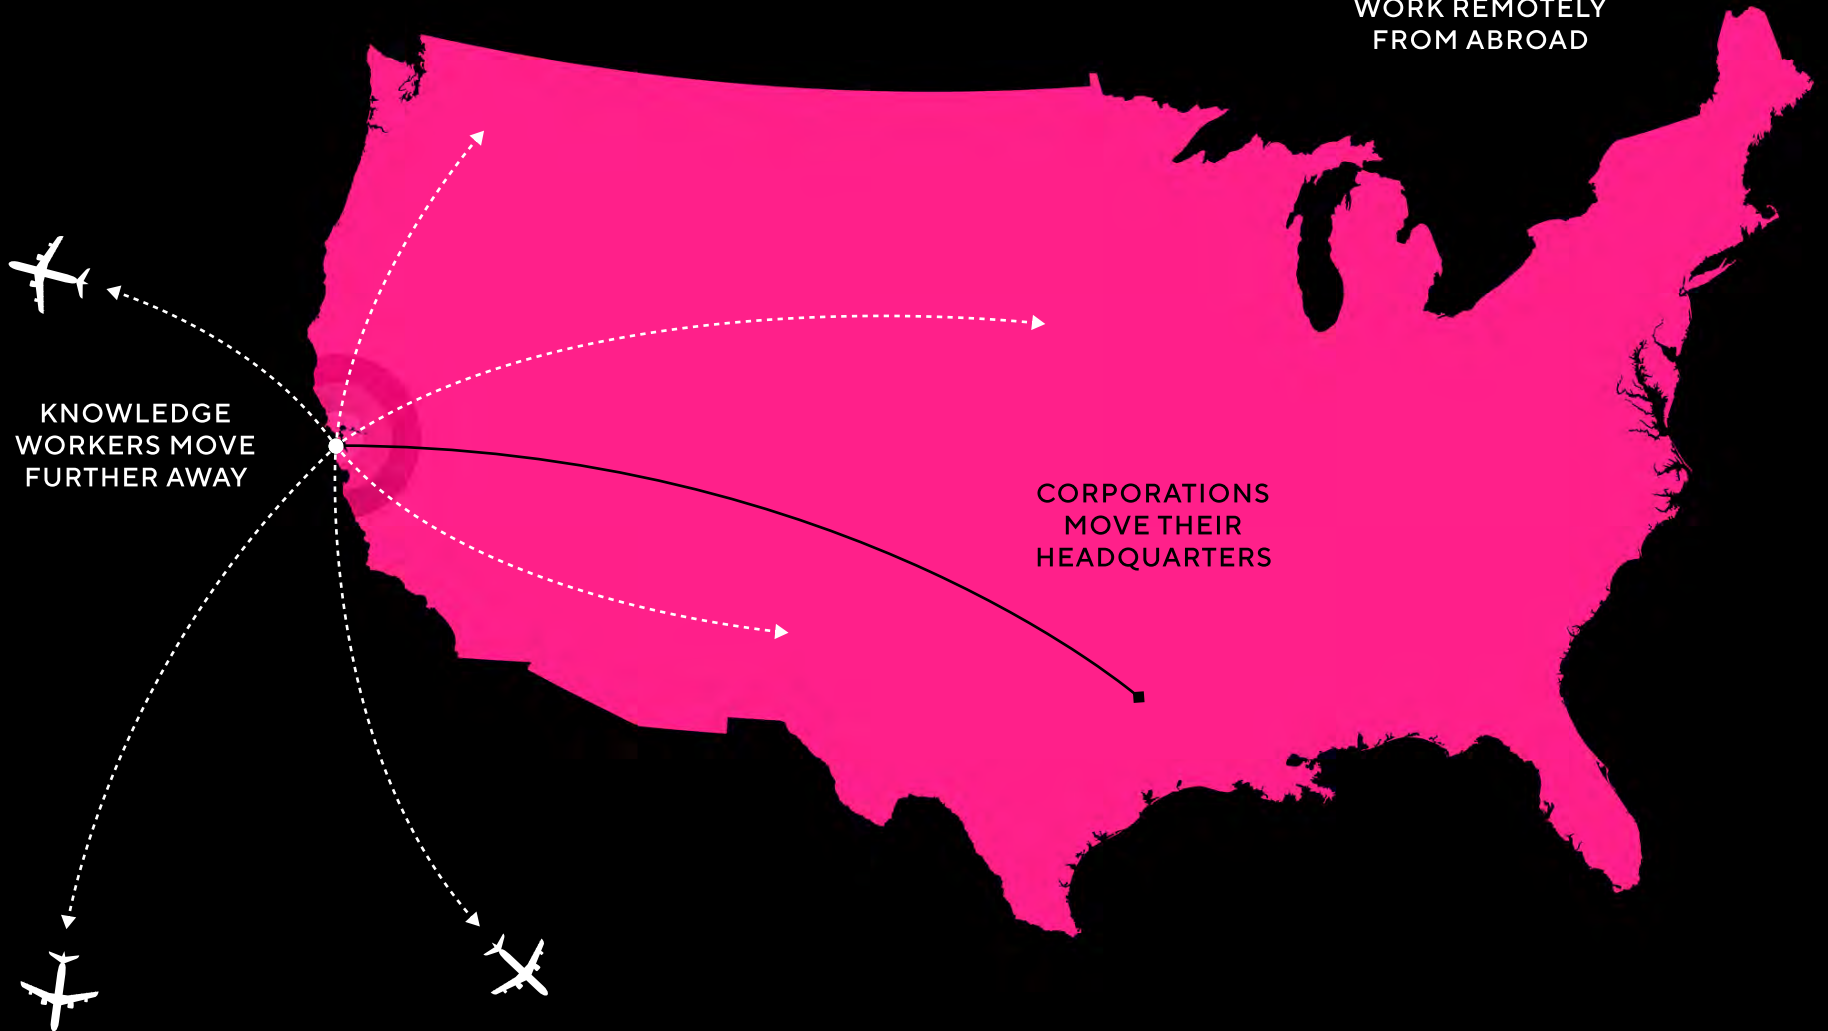 WORK REMOTELY
FROM ABROAD
KNOWLEDGE
WORKERS MOVE
FURTHER AWAY
CORPORATIONS
MOVE THEIR
HEADQUARTERS